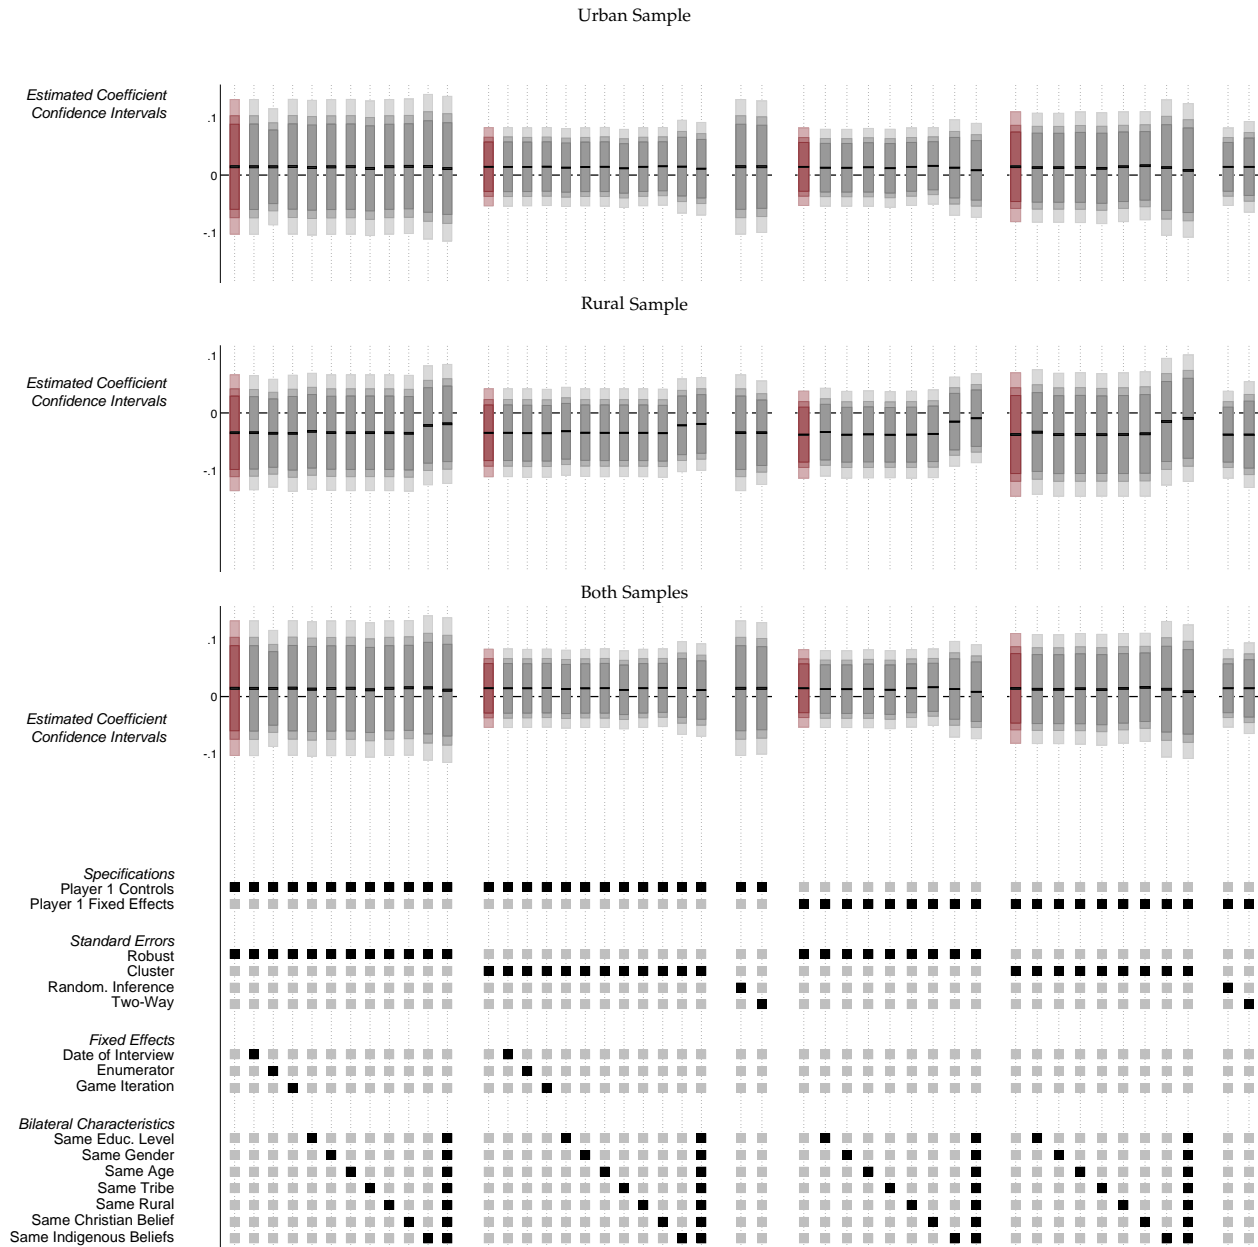 Urban Sample
Estimated Coefficient
Confidence Intervals
.1
0
-.1
Rural Sample
Estimated Coefficient
Confidence Intervals
.1
0
-.1
Both Samples
Estimated Coefficient
Confidence Intervals
.1
0
-.1
Specifications
Player 1 Controls
Player 1 Fixed Effects
Standard Errors
Robust
Cluster
Random. Inference
Two-Way
Fixed Effects
Date of Interview
Enumerator
Game Iteration
Bilateral Characteristics
Same Educ. Level
Same Gender
Same Age
Same Tribe
Same Rural
Same Christian Belief
Same Indigenous Beliefs